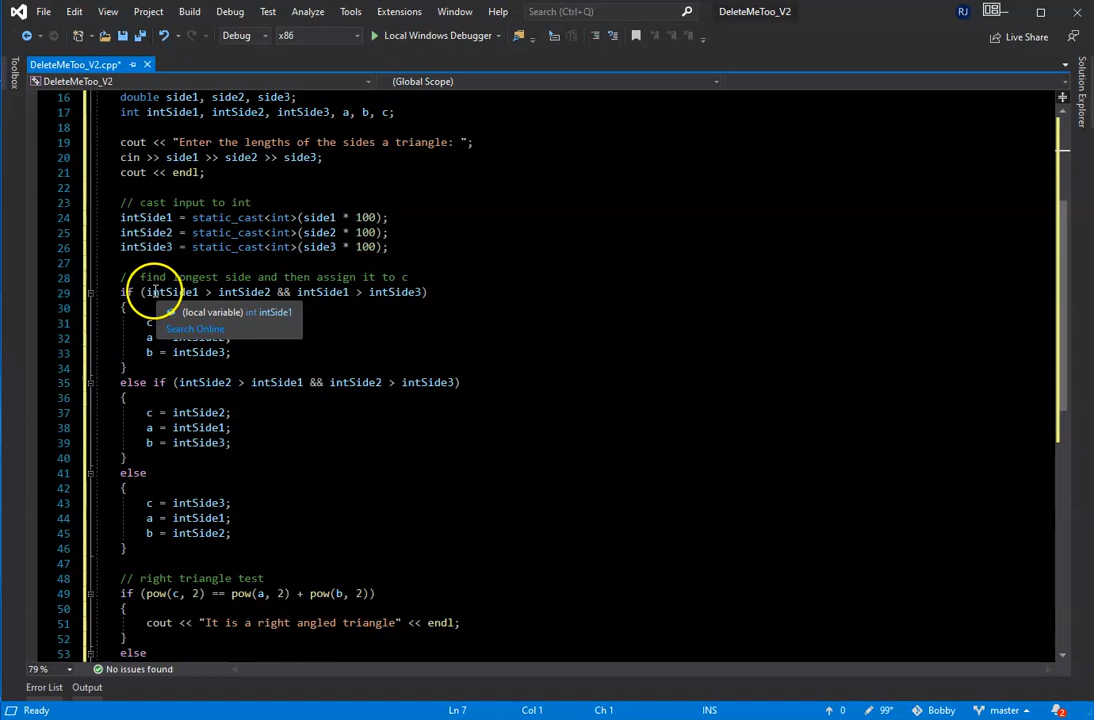 File Edit View Project Build Debug Test Analyze Tools Extensions Window Help Search (Ctrl+Q) DeleteMeToo_V2 RJ
Debug x86 Local Windows Debugger Live Share
DeleteMeToo_V2.cpp*
DeleteMeToo_V2 (Global Scope)
Toolbox
Solution Explorer
16 double side1, side2, side3;
17 int intSide1, intSide2, intSide3, a, b, c;
18
19 cout << "Enter the lengths of the sides a triangle: ";
20 cin >> side1 >> side2 >> side3;
21 cout << endl;
22
23 // cast input to int
24 intSide1 = static_cast<int>(side1 * 100);
25 intSide2 = static_cast<int>(side2 * 100);
26 intSide3 = static_cast<int>(side3 * 100);
27
28 // find longest side and then assign it to c
29 if (intSide1 > intSide2 && intSide1 > intSide3)
30 {
(local variable) int intSide1
31 c
Search Online
32 a = intSide2;
33 b = intSide3;
34 }
35 else if (intSide2 > intSide1 && intSide2 > intSide3)
36 {
37 c = intSide2;
38 a = intSide1;
39 b = intSide3;
40 }
41 else
42 {
43 c = intSide3;
44 a = intSide1;
45 b = intSide2;
46 }
47
48 // right triangle test
49 if (pow(c, 2) == pow(a, 2) + pow(b, 2))
50 {
51 cout << "It is a right angled triangle" << endl;
52 }
53 else
79 % No issues found
Error List Output
Ready Ln 7 Col 1 Ch 1 INS 0 99* Bobby master 2